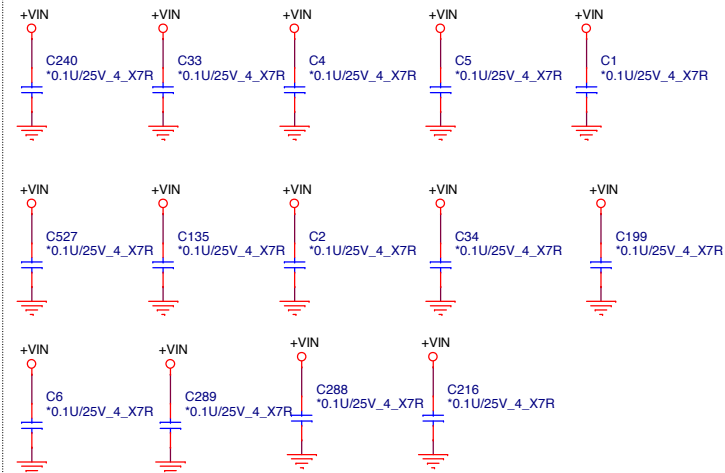 +VIN +VIN +VIN +VIN +VIN
C240 C33 C4 C5 C1
*0.1U/25V_4_X7R *0.1U/25V_4_X7R *0.1U/25V_4_X7R *0.1U/25V_4_X7R *0.1U/25V_4_X7R
+VIN +VIN +VIN +VIN +VIN
C527 C135 C2 C34 C199
*0.1U/25V_4_X7R *0.1U/25V_4_X7R *0.1U/25V_4_X7R *0.1U/25V_4_X7R *0.1U/25V_4_X7R
+VIN +VIN +VIN +VIN
C6 C289 C288 C216
*0.1U/25V_4_X7R *0.1U/25V_4_X7R *0.1U/25V_4_X7R *0.1U/25V_4_X7R